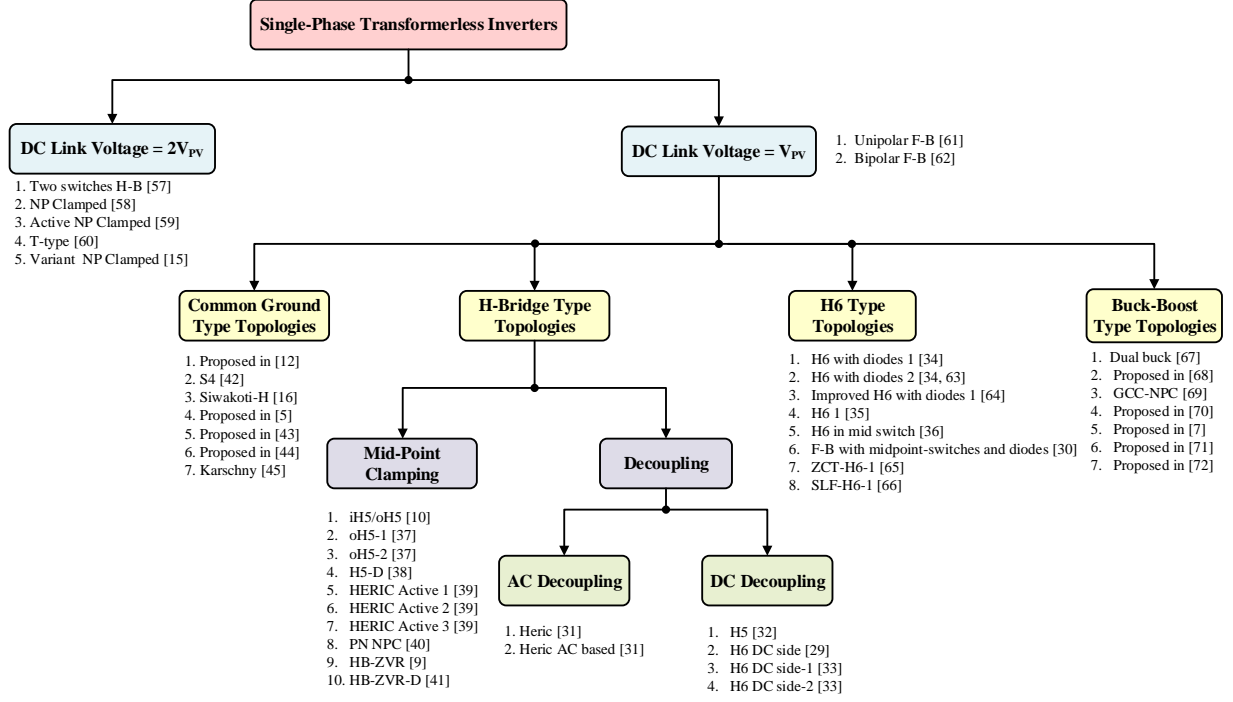 Single-Phase Transformerless Inverters
DC Link Voltage = 2VPV
1. Two switches H-B [57]
2. NP Clamped [58]
3. Active NP Clamped [59]
4. T-type [60]
5. Variant NP Clamped [15]
DC Link Voltage = VPV
1. Unipolar F-B [61]
2. Bipolar F-B [62]
Common Ground
Type Topologies
1. Proposed in [12]
2. S4 [42]
3. Siwakoti-H [16]
4. Proposed in [5]
5. Proposed in [43]
6. Proposed in [44]
7. Karschny [45]
H-Bridge Type
Topologies
Mid-Point
Clamping
1. iH5/oH5 [10]
2. oH5-1 [37]
3. oH5-2 [37]
4. H5-D [38]
5. HERIC Active 1 [39]
6. HERIC Active 2 [39]
7. HERIC Active 3 [39]
8. PN NPC [40]
9. HB-ZVR [9]
10. HB-ZVR-D [41]
Decoupling
AC Decoupling
1. Heric [31]
2. Heric AC based [31]
DC Decoupling
1. H5 [32]
2. H6 DC side [29]
3. H6 DC side-1 [33]
4. H6 DC side-2 [33]
H6 Type
Topologies
1. H6 with diodes 1 [34]
2. H6 with diodes 2 [34, 63]
3. Improved H6 with diodes 1 [64]
4. H6 1 [35]
5. H6 in mid switch [36]
6. F-B with midpoint-switches and diodes [30]
7. ZCT-H6-1 [65]
8. SLF-H6-1 [66]
Buck-Boost
Type Topologies
1. Dual buck [67]
2. Proposed in [68]
3. GCC-NPC [69]
4. Proposed in [70]
5. Proposed in [7]
6. Proposed in [71]
7. Proposed in [72]